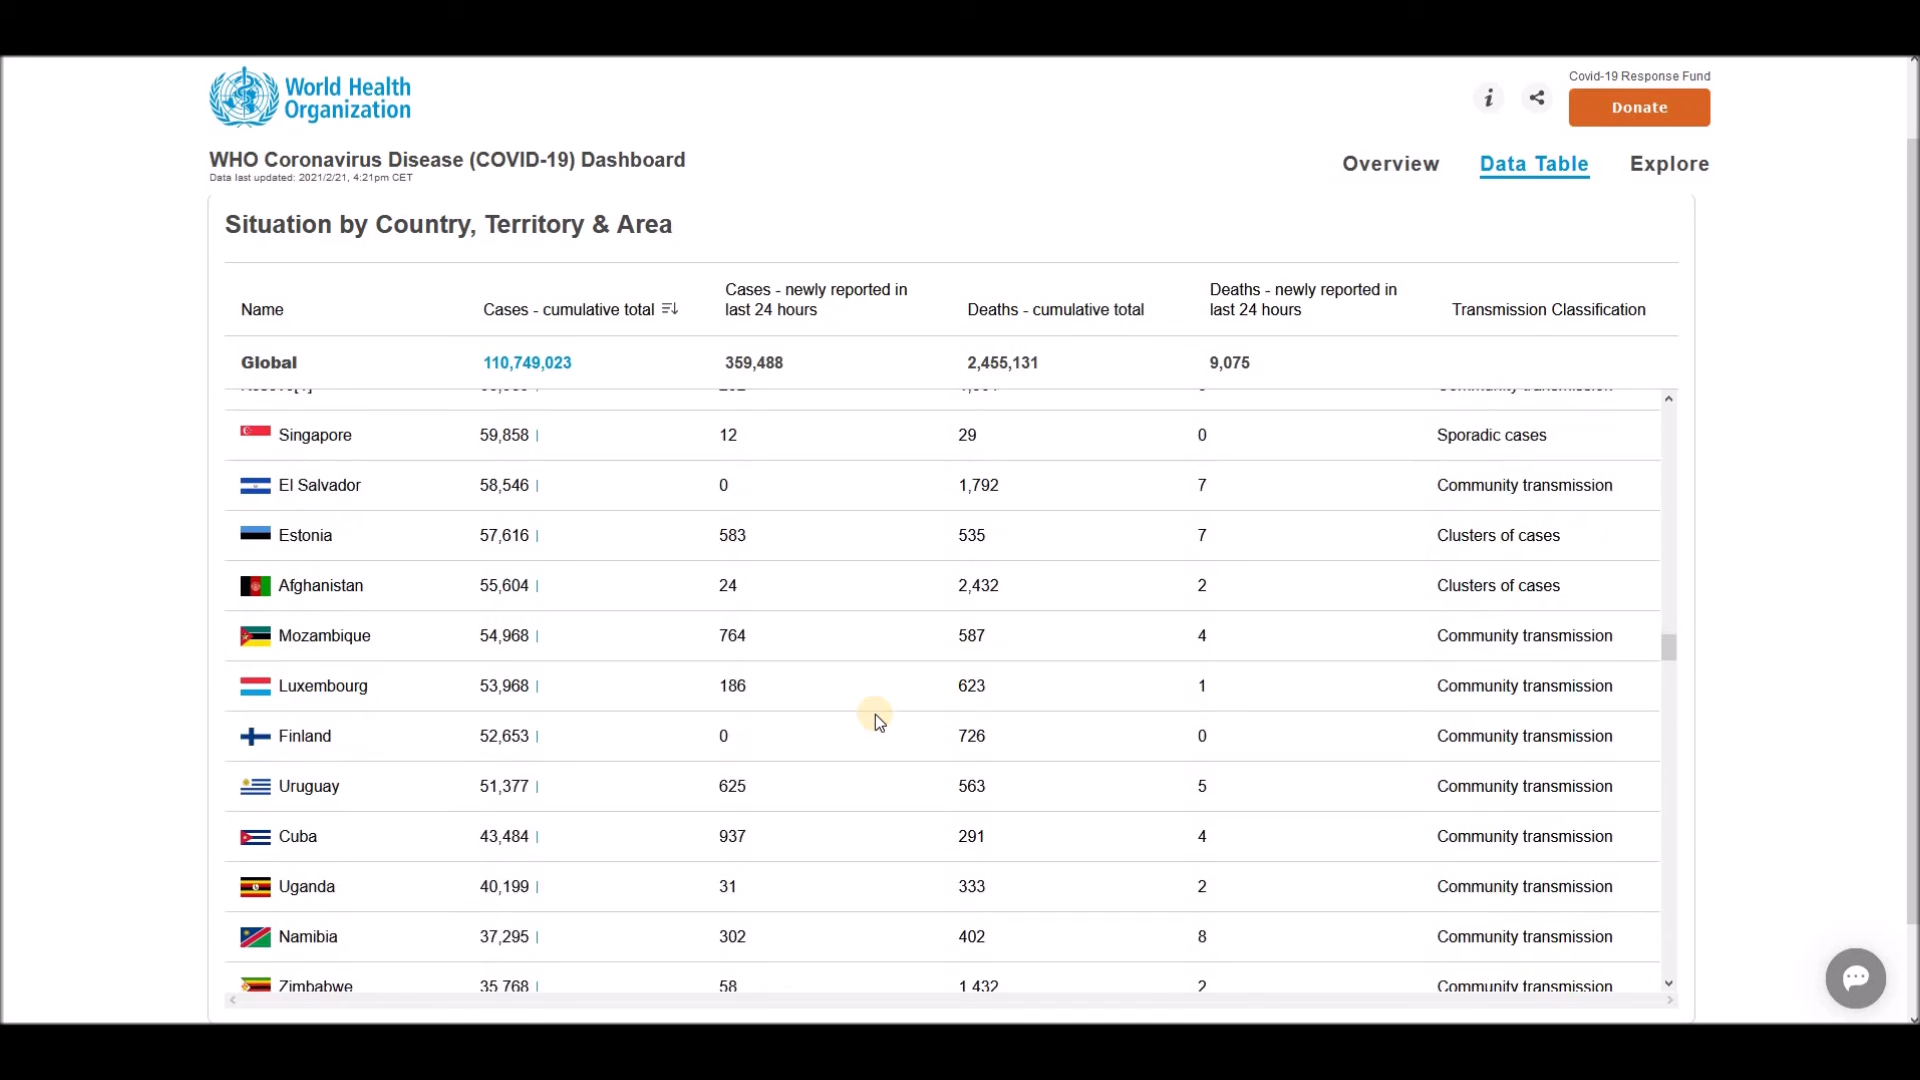 World Health
Organization
Covid-19 Response Fund
Donate
WHO Coronavirus Disease (COVID-19) Dashboard
Data last updated: 2021/2/21, 4:21pm CET
Overview Data Table Explore
Situation by Country, Territory & Area
Name Cases - cumulative total Cases - newly reported in last 24 hours Deaths - cumulative total Deaths - newly reported in last 24 hours Transmission Classification
Global 110,749,023 359,488 2,455,131 9,075
Singapore 59,858 12 29 0 Sporadic cases
El Salvador 58,546 0 1,792 7 Community transmission
Estonia 57,616 583 535 7 Clusters of cases
Afghanistan 55,604 24 2,432 2 Clusters of cases
Mozambique 54,968 764 587 4 Community transmission
Luxembourg 53,968 186 623 1 Community transmission
Finland 52,653 0 726 0 Community transmission
Uruguay 51,377 625 563 5 Community transmission
Cuba 43,484 937 291 4 Community transmission
Uganda 40,199 31 333 2 Community transmission
Namibia 37,295 302 402 8 Community transmission
Zimbabwe 35,768 58 1,432 2 Community transmission